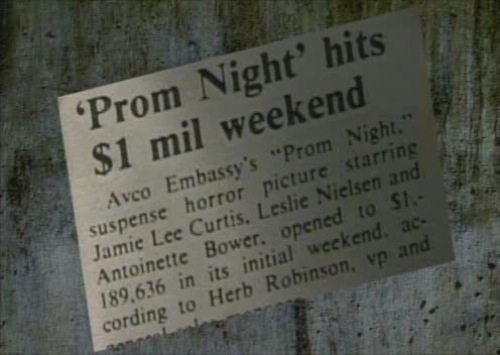 'Prom Night' hits
$1 mil weekend
Avco Embassy's "Prom Night,"
suspense horror picture starring
Jamie Lee Curtis, Leslie Nielsen and
Antoinette Bower, opened to $1,-
189,636 in its initial weekend, ac-
cording to Herb Robinson, vp and